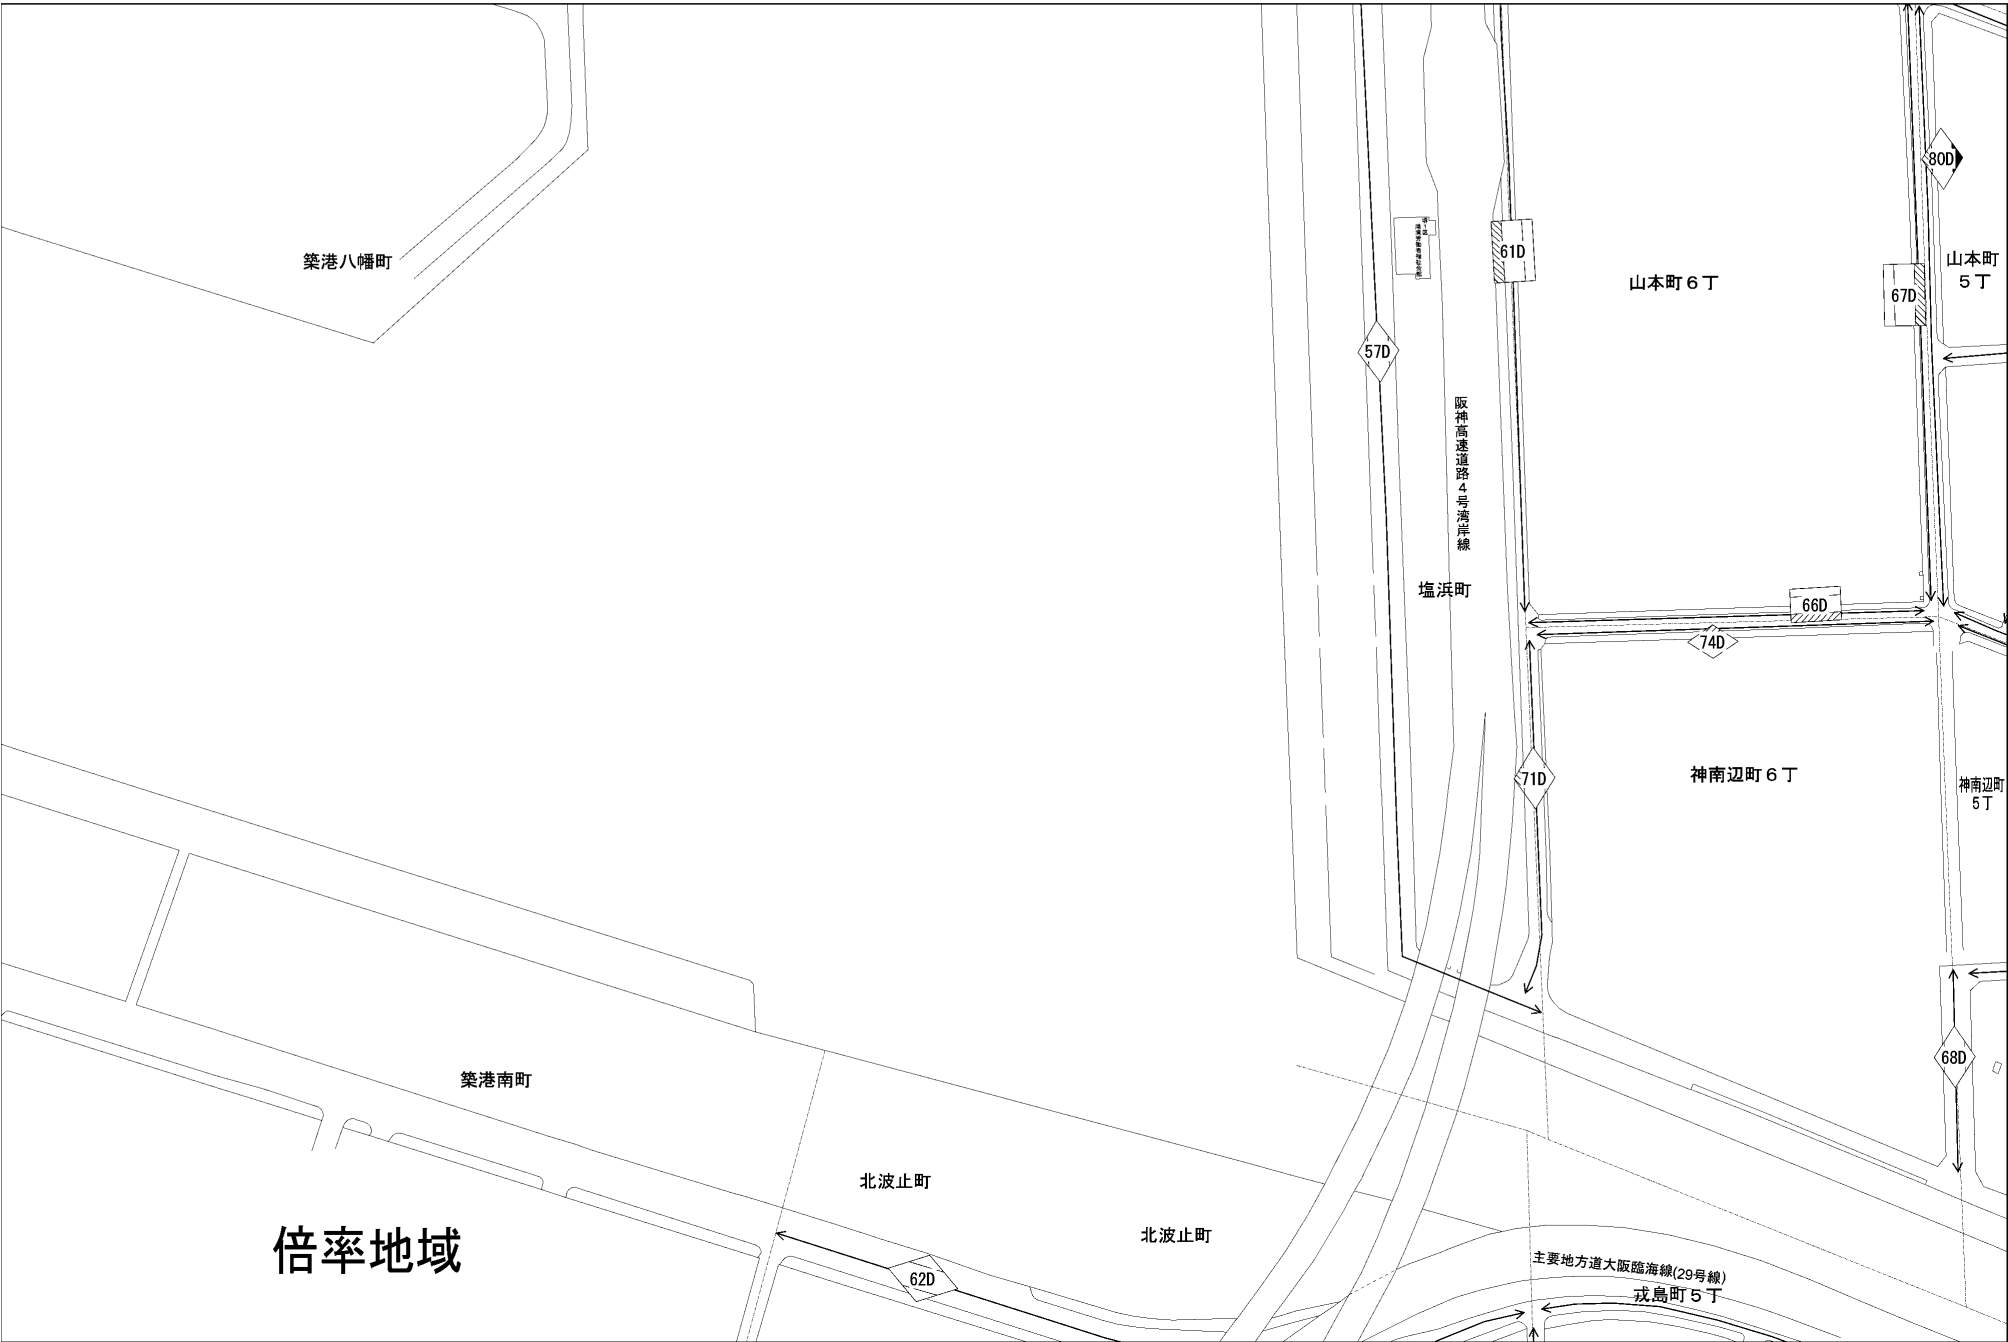 80D
築港八幡町
61D
山本町６丁
山本町
５丁
67D
57D
阪神高速道路４号湾岸線
塩浜町
66D
74D
71D
神南辺町６丁
神南辺町
５丁
68D
築港南町
北波止町
北波止町
倍率地域
62D
主要地方道大阪臨海線(29号線)
戎島町５丁